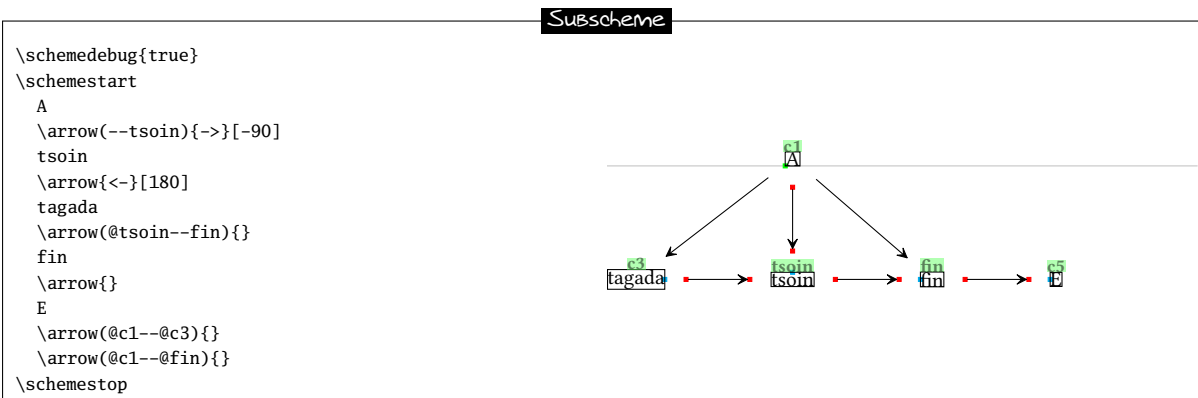 Subscheme
\schemedebug{true}
\schemestart
A
\arrow(--tsoin){->}[-90]
tsoin
\arrow{<-}[180]
tagada
\arrow(@tsoin--fin){}
fin
\arrow{}
E
\arrow(@c1--@c3){}
\arrow(@c1--@fin){}
\schemestop
c1
A
c3 tsoin fin c5
tagada tsoin fin E